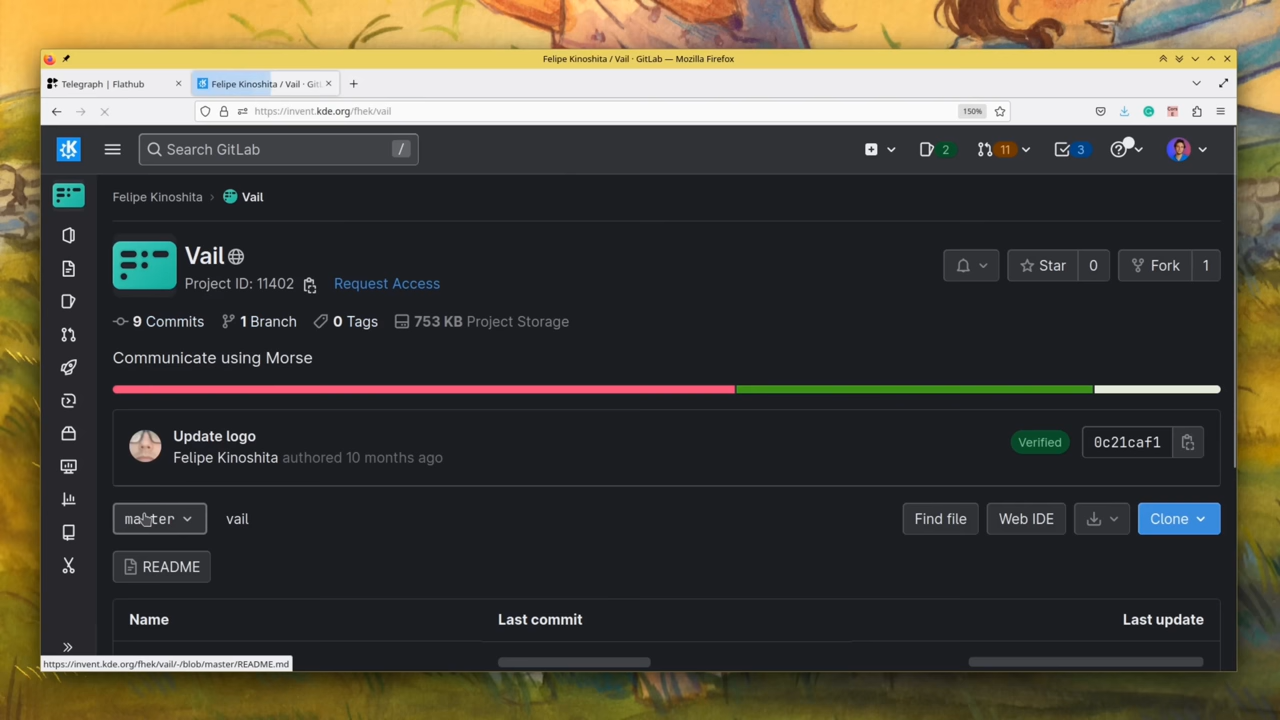 Felipe Kinoshita / Vail · GitLab — Mozilla Firefox
Telegraph | Flathub
Felipe Kinoshita / Vail · GitL
https://invent.kde.org/fhek/vail
150%
Search GitLab
/
2
11
3
Felipe Kinoshita
Vail
Vail
Project ID: 11402
Request Access
Star
0
Fork
1
9 Commits
1 Branch
0 Tags
753 KB Project Storage
Communicate using Morse
Update logo
Felipe Kinoshita authored 10 months ago
Verified
0c21caf1
master
vail
Find file
Web IDE
Clone
README
Name
Last commit
Last update
https://invent.kde.org/fhek/vail/-/blob/master/README.md